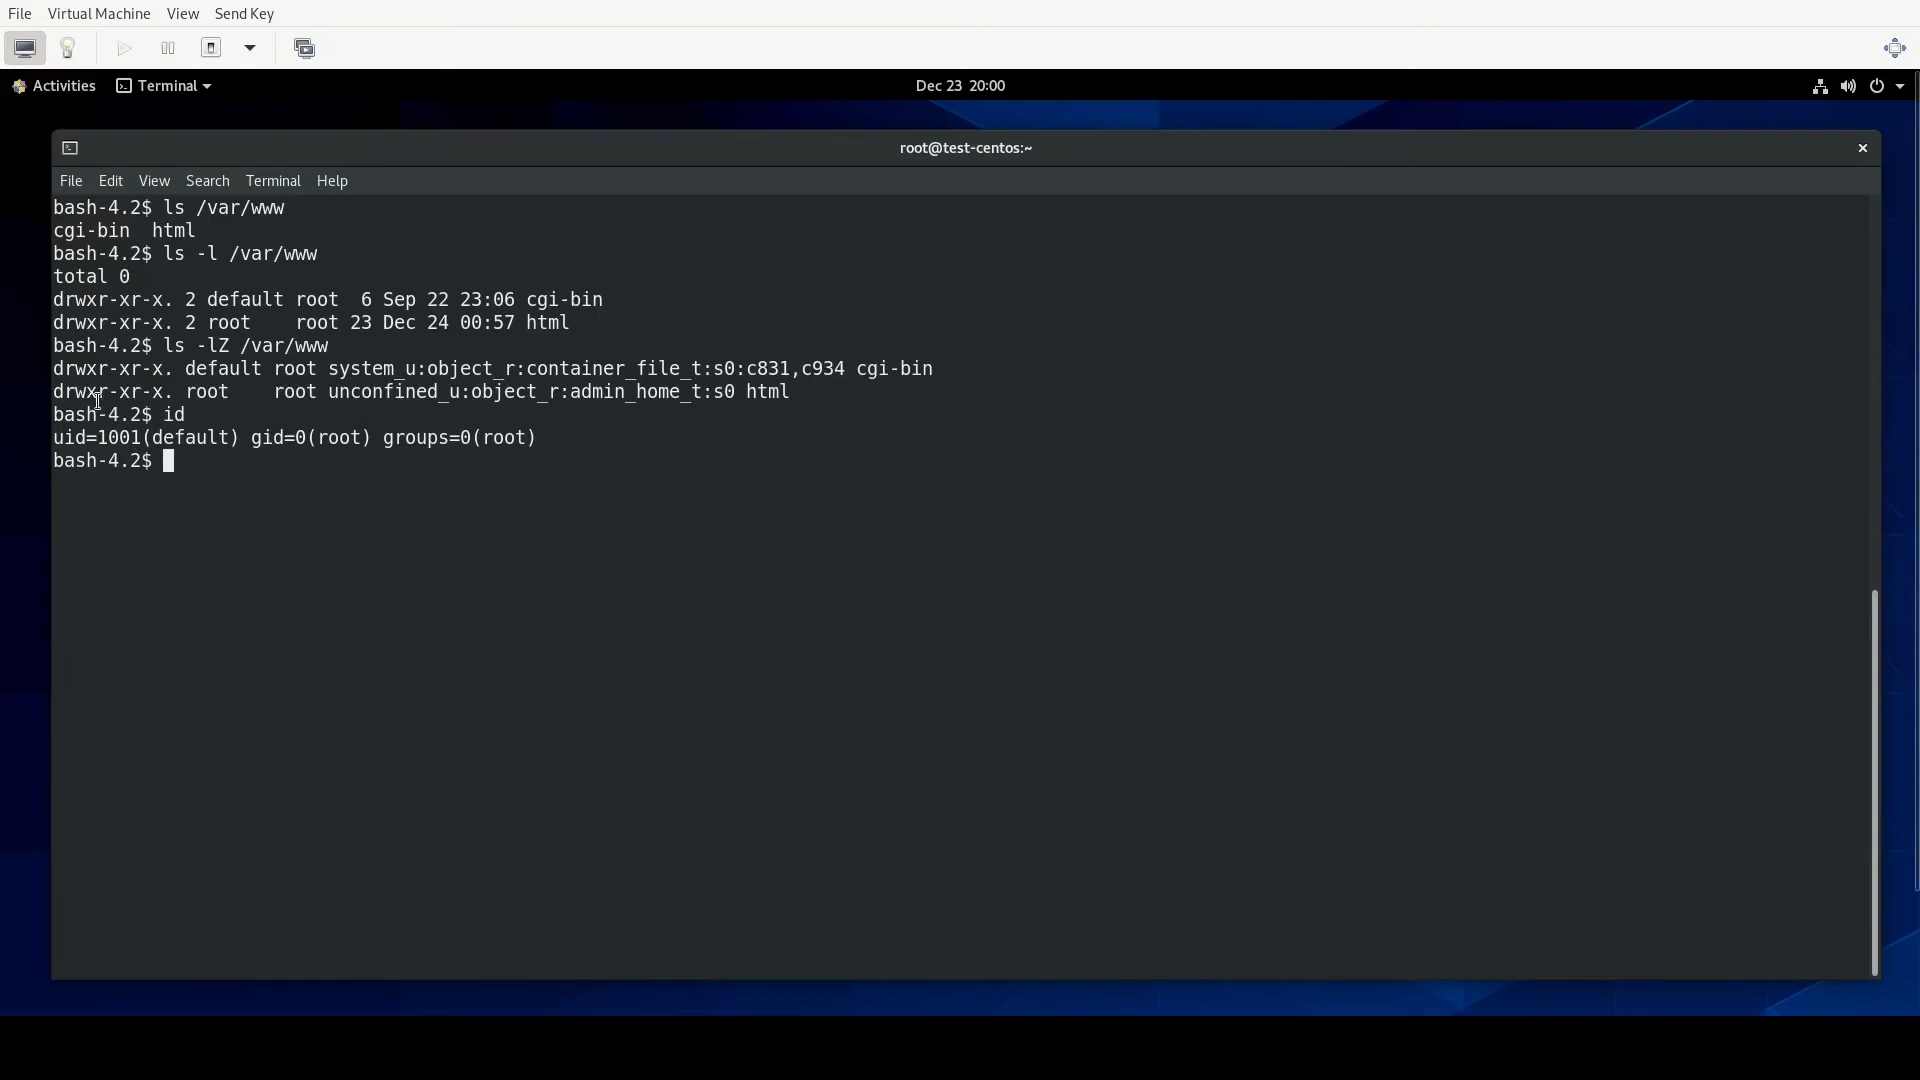 File Virtual Machine View Send Key
Activities Terminal Dec 23 20:00
root@test-centos:~
File Edit View Search Terminal Help
bash-4.2$ ls /var/www
cgi-bin  html
bash-4.2$ ls -l /var/www
total 0
drwxr-xr-x. 2 default root  6 Sep 22 23:06 cgi-bin
drwxr-xr-x. 2 root    root 23 Dec 24 00:57 html
bash-4.2$ ls -lZ /var/www
drwxr-xr-x. default root system_u:object_r:container_file_t:s0:c831,c934 cgi-bin
drwxr-xr-x. root    root unconfined_u:object_r:admin_home_t:s0 html
bash-4.2$ id
uid=1001(default) gid=0(root) groups=0(root)
bash-4.2$